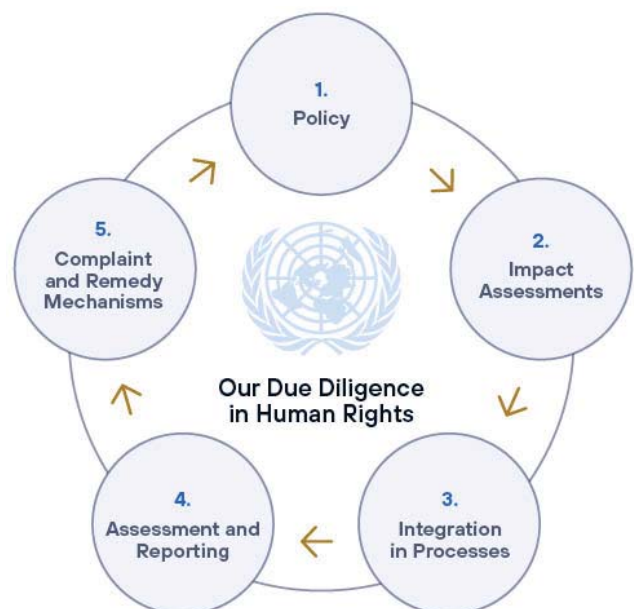 1.
Policy
2.
Impact
Assessments
3.
Integration
in Processes
4.
Assessment and
Reporting
5.
Complaint
and Remedy
Mechanisms
Our Due Diligence
in Human Rights